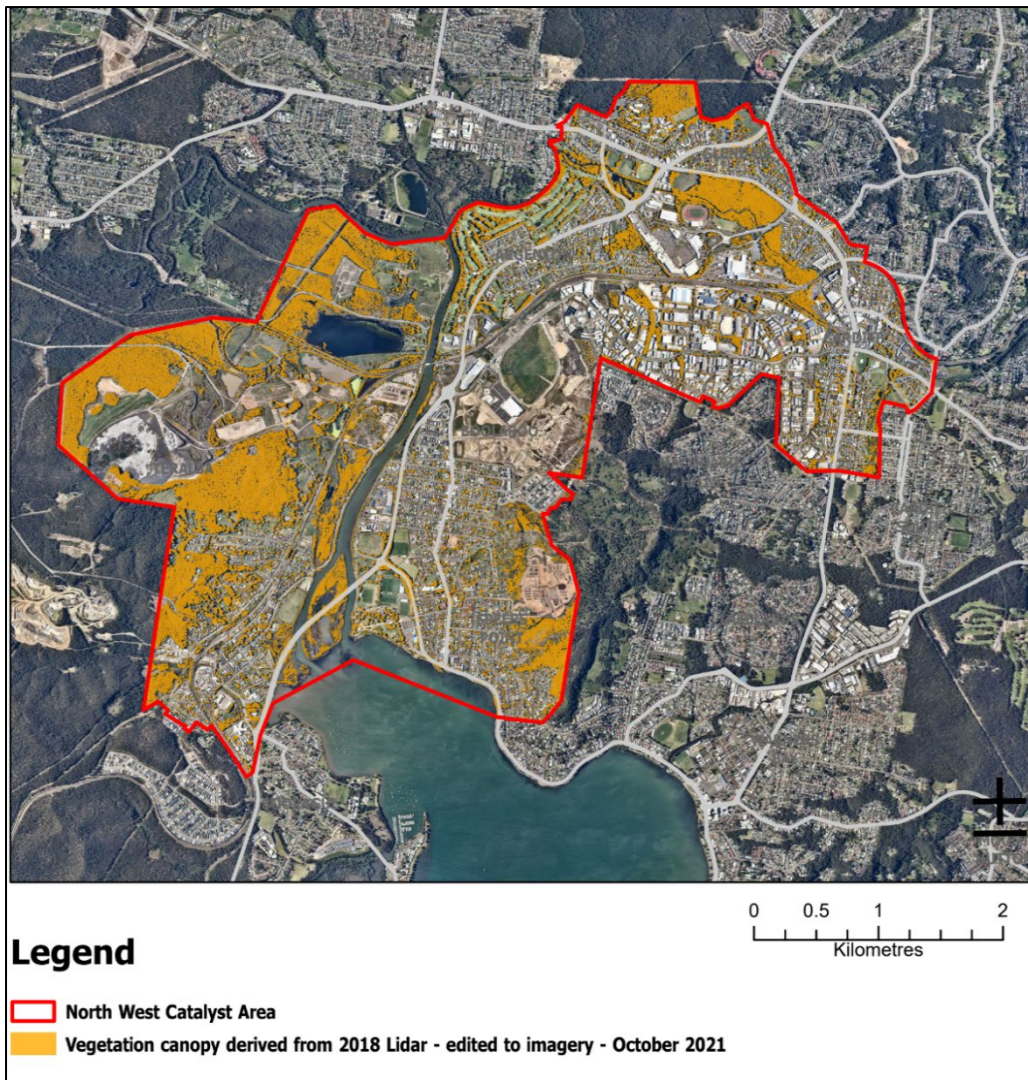 0 0.5 1 2
Kilometres
Legend
North West Catalyst Area
Vegetation canopy derived from 2018 Lidar - edited to imagery - October 2021